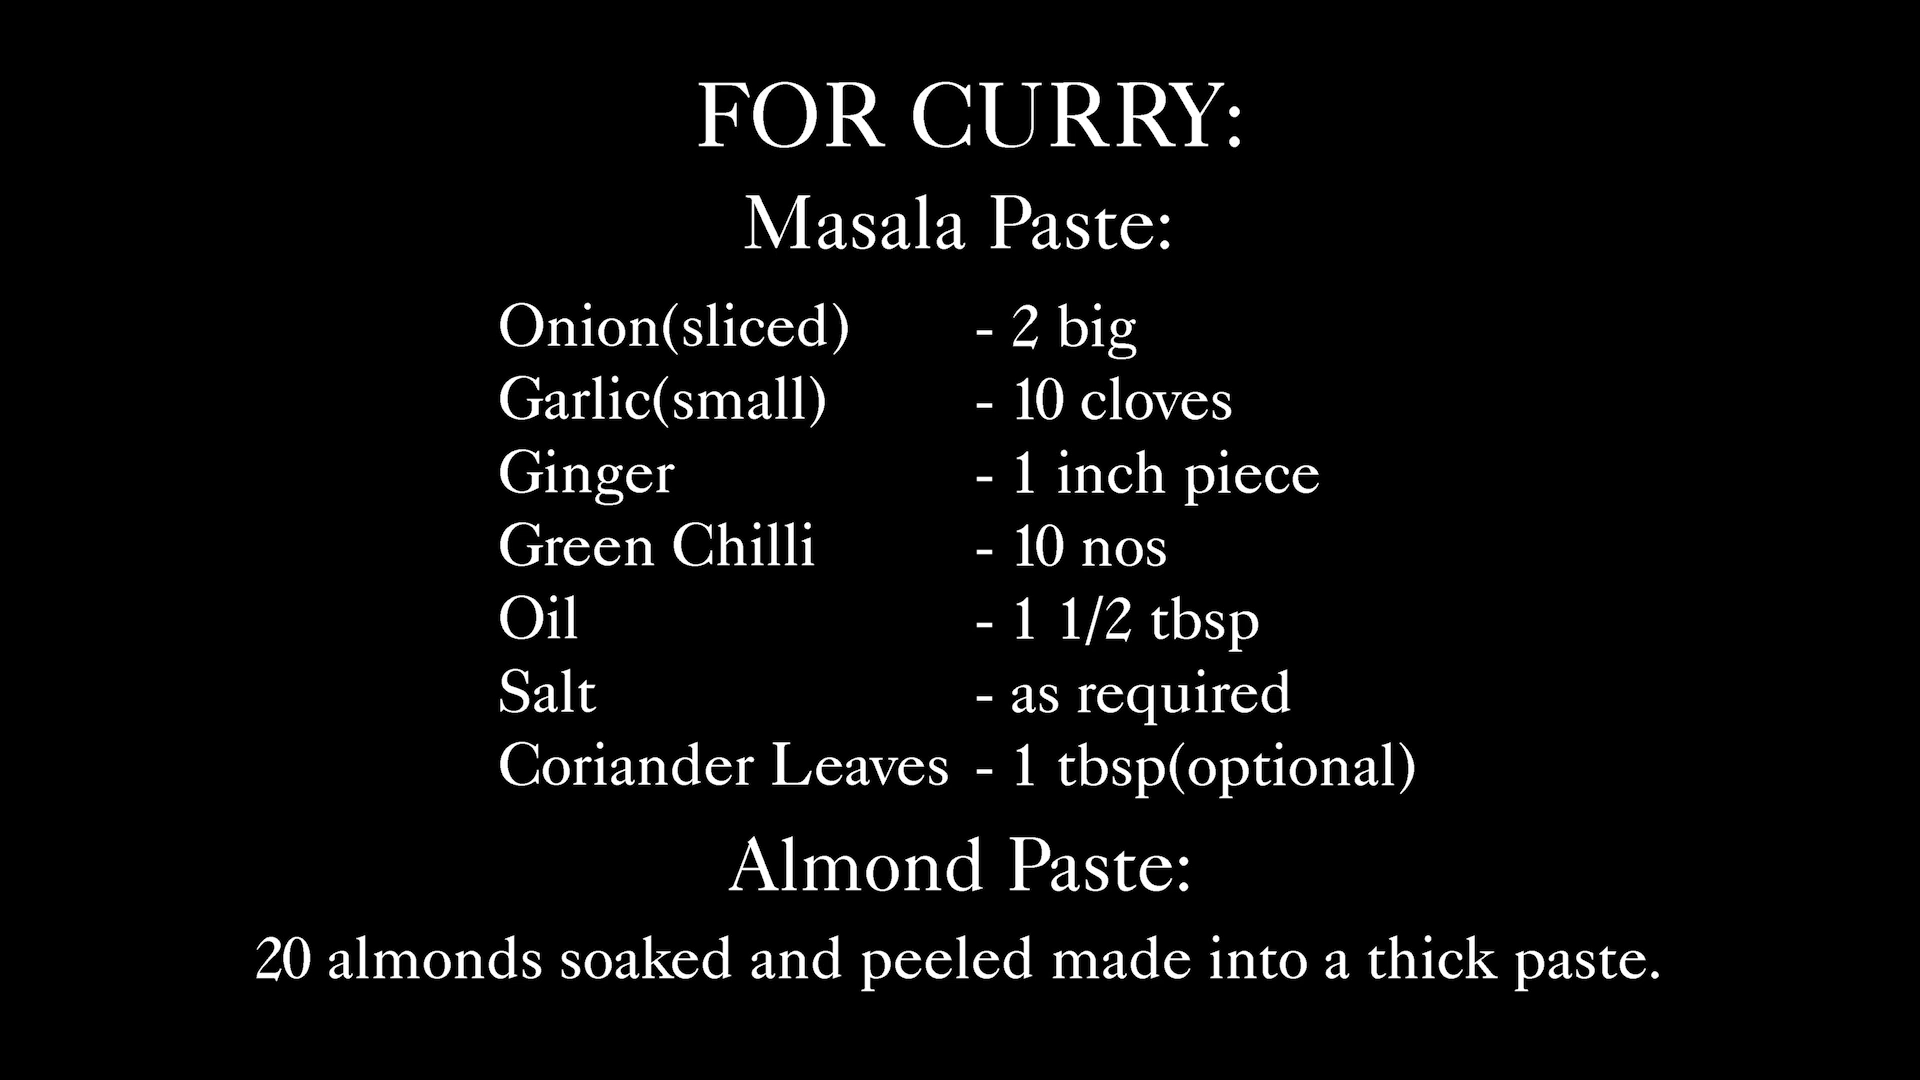 FOR CURRY:
Masala Paste:
Onion(sliced) - 2 big
Garlic(small) - 10 cloves
Ginger - 1 inch piece
Green Chilli - 10 nos
Oil - 1 1/2 tbsp
Salt - as required
Coriander Leaves - 1 tbsp(optional)
Almond Paste:
20 almonds soaked and peeled made into a thick paste.